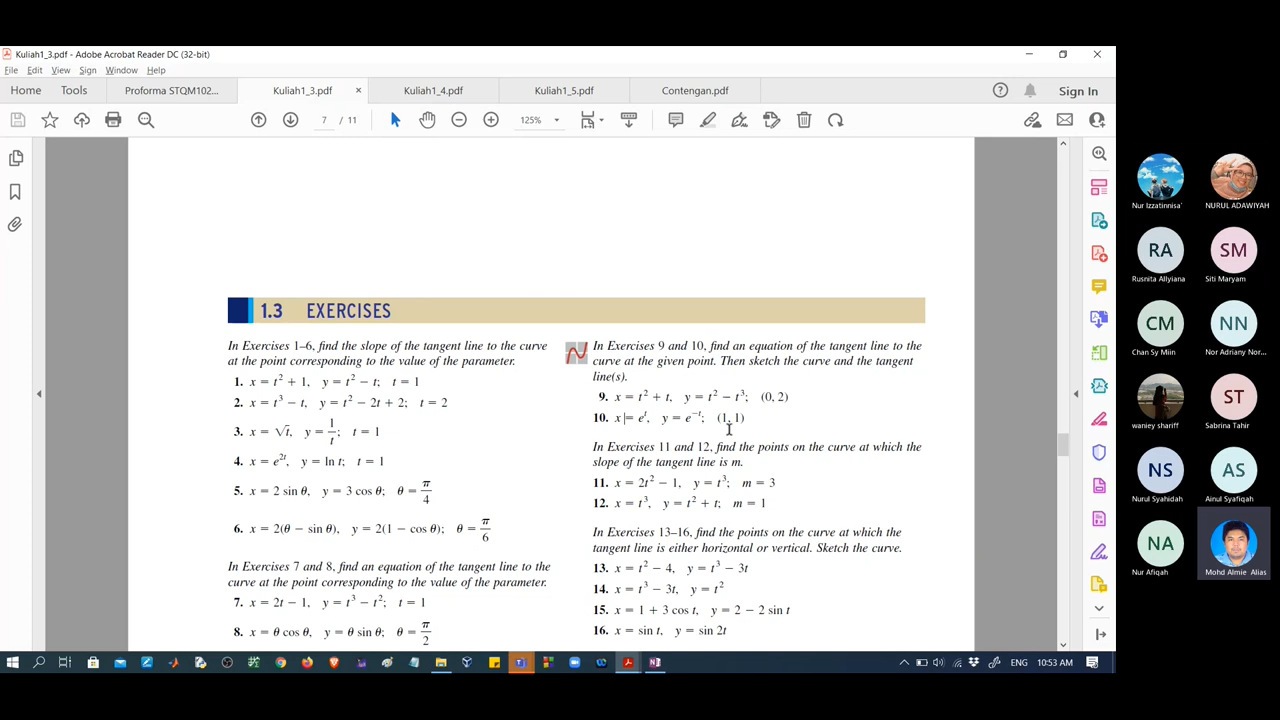 Kuliah1_3.pdf - Adobe Acrobat Reader DC (32-bit)
File Edit View Sign Window Help
Home Tools Proforma STQM102... Kuliah1_3.pdf × Kuliah1_4.pdf Kuliah1_5.pdf Contengan.pdf Sign In
7 / 11 125%
1.3 EXERCISES
In Exercises 1–6, find the slope of the tangent line to the curve
at the point corresponding to the value of the parameter.
1. x = t² + 1, y = t² − t; t = 1
2. x = t³ − t, y = t² − 2t + 2; t = 2
3. x = √t, y = 1/t; t = 1
4. x = e²ᵗ, y = ln t; t = 1
5. x = 2 sin θ, y = 3 cos θ; θ = π/4
6. x = 2(θ − sin θ), y = 2(1 − cos θ); θ = π/6
In Exercises 7 and 8, find an equation of the tangent line to the
curve at the point corresponding to the value of the parameter.
7. x = 2t − 1, y = t³ − t²; t = 1
8. x = θ cos θ, y = θ sin θ; θ = π/2
In Exercises 9 and 10, find an equation of the tangent line to the
curve at the given point. Then sketch the curve and the tangent
line(s).
9. x = t² + t, y = t² − t³; (0, 2)
10. x = eᵗ, y = e⁻ᵗ; (1, 1)
In Exercises 11 and 12, find the points on the curve at which the
slope of the tangent line is m.
11. x = 2t² − 1, y = t³; m = 3
12. x = t³, y = t² + t; m = 1
In Exercises 13–16, find the points on the curve at which the
tangent line is either horizontal or vertical. Sketch the curve.
13. x = t² − 4, y = t³ − 3t
14. x = t³ − 3t, y = t²
15. x = 1 + 3 cos t, y = 2 − 2 sin t
16. x = sin t, y = sin 2t
Nur Izzatinnisa' NURUL ADAWIYAH
RA SM
Rusnita Allyiana Siti Maryam
CM NN
Chan Sy Miin Nor Adriany Nor...
waniey shariff Sabrina Tahir
NS AS
Nurul Syahidah Ainul Syafiqah
NA
Nur Afiqah Mohd Almie Alias
ENG 10:53 AM